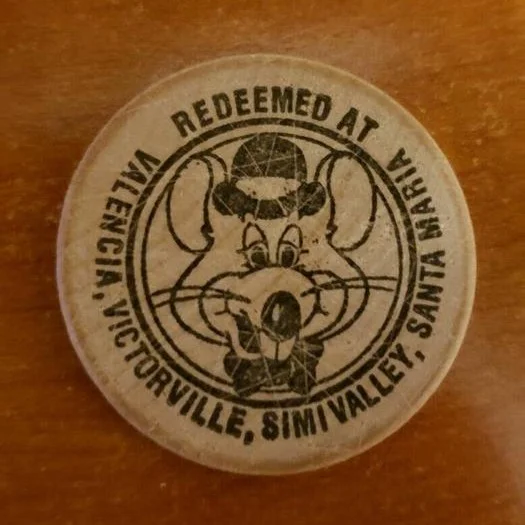 REDEEMED AT
VALENCIA, VICTORVILLE, SIMI VALLEY, SANTA MARIA